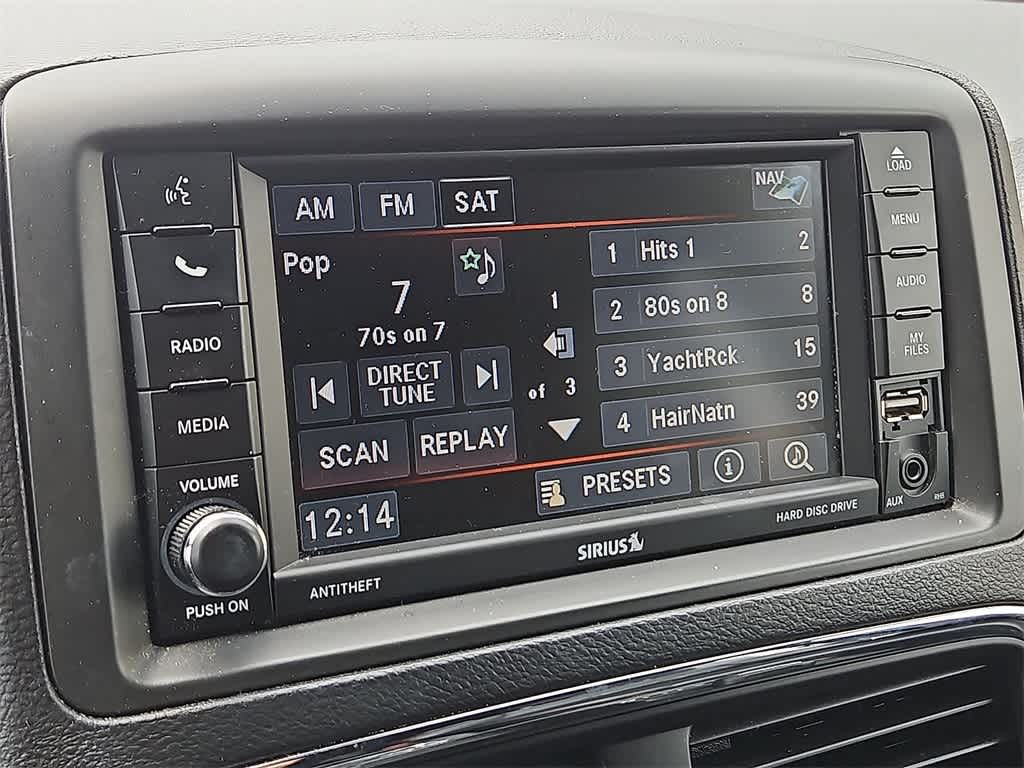 AM FM SAT NAV
Pop
7
70s on 7
DIRECT
TUNE
SCAN REPLAY
12:14
1
of 3
1 Hits 1 2
2 80s on 8 8
3 YachtRck 15
4 HairNatn 39
PRESETS
RADIO
MEDIA
VOLUME
PUSH ON
ANTITHEFT
SIRIUS
HARD DISC DRIVE
LOAD
MENU
AUDIO
MY
FILES
AUX RHB